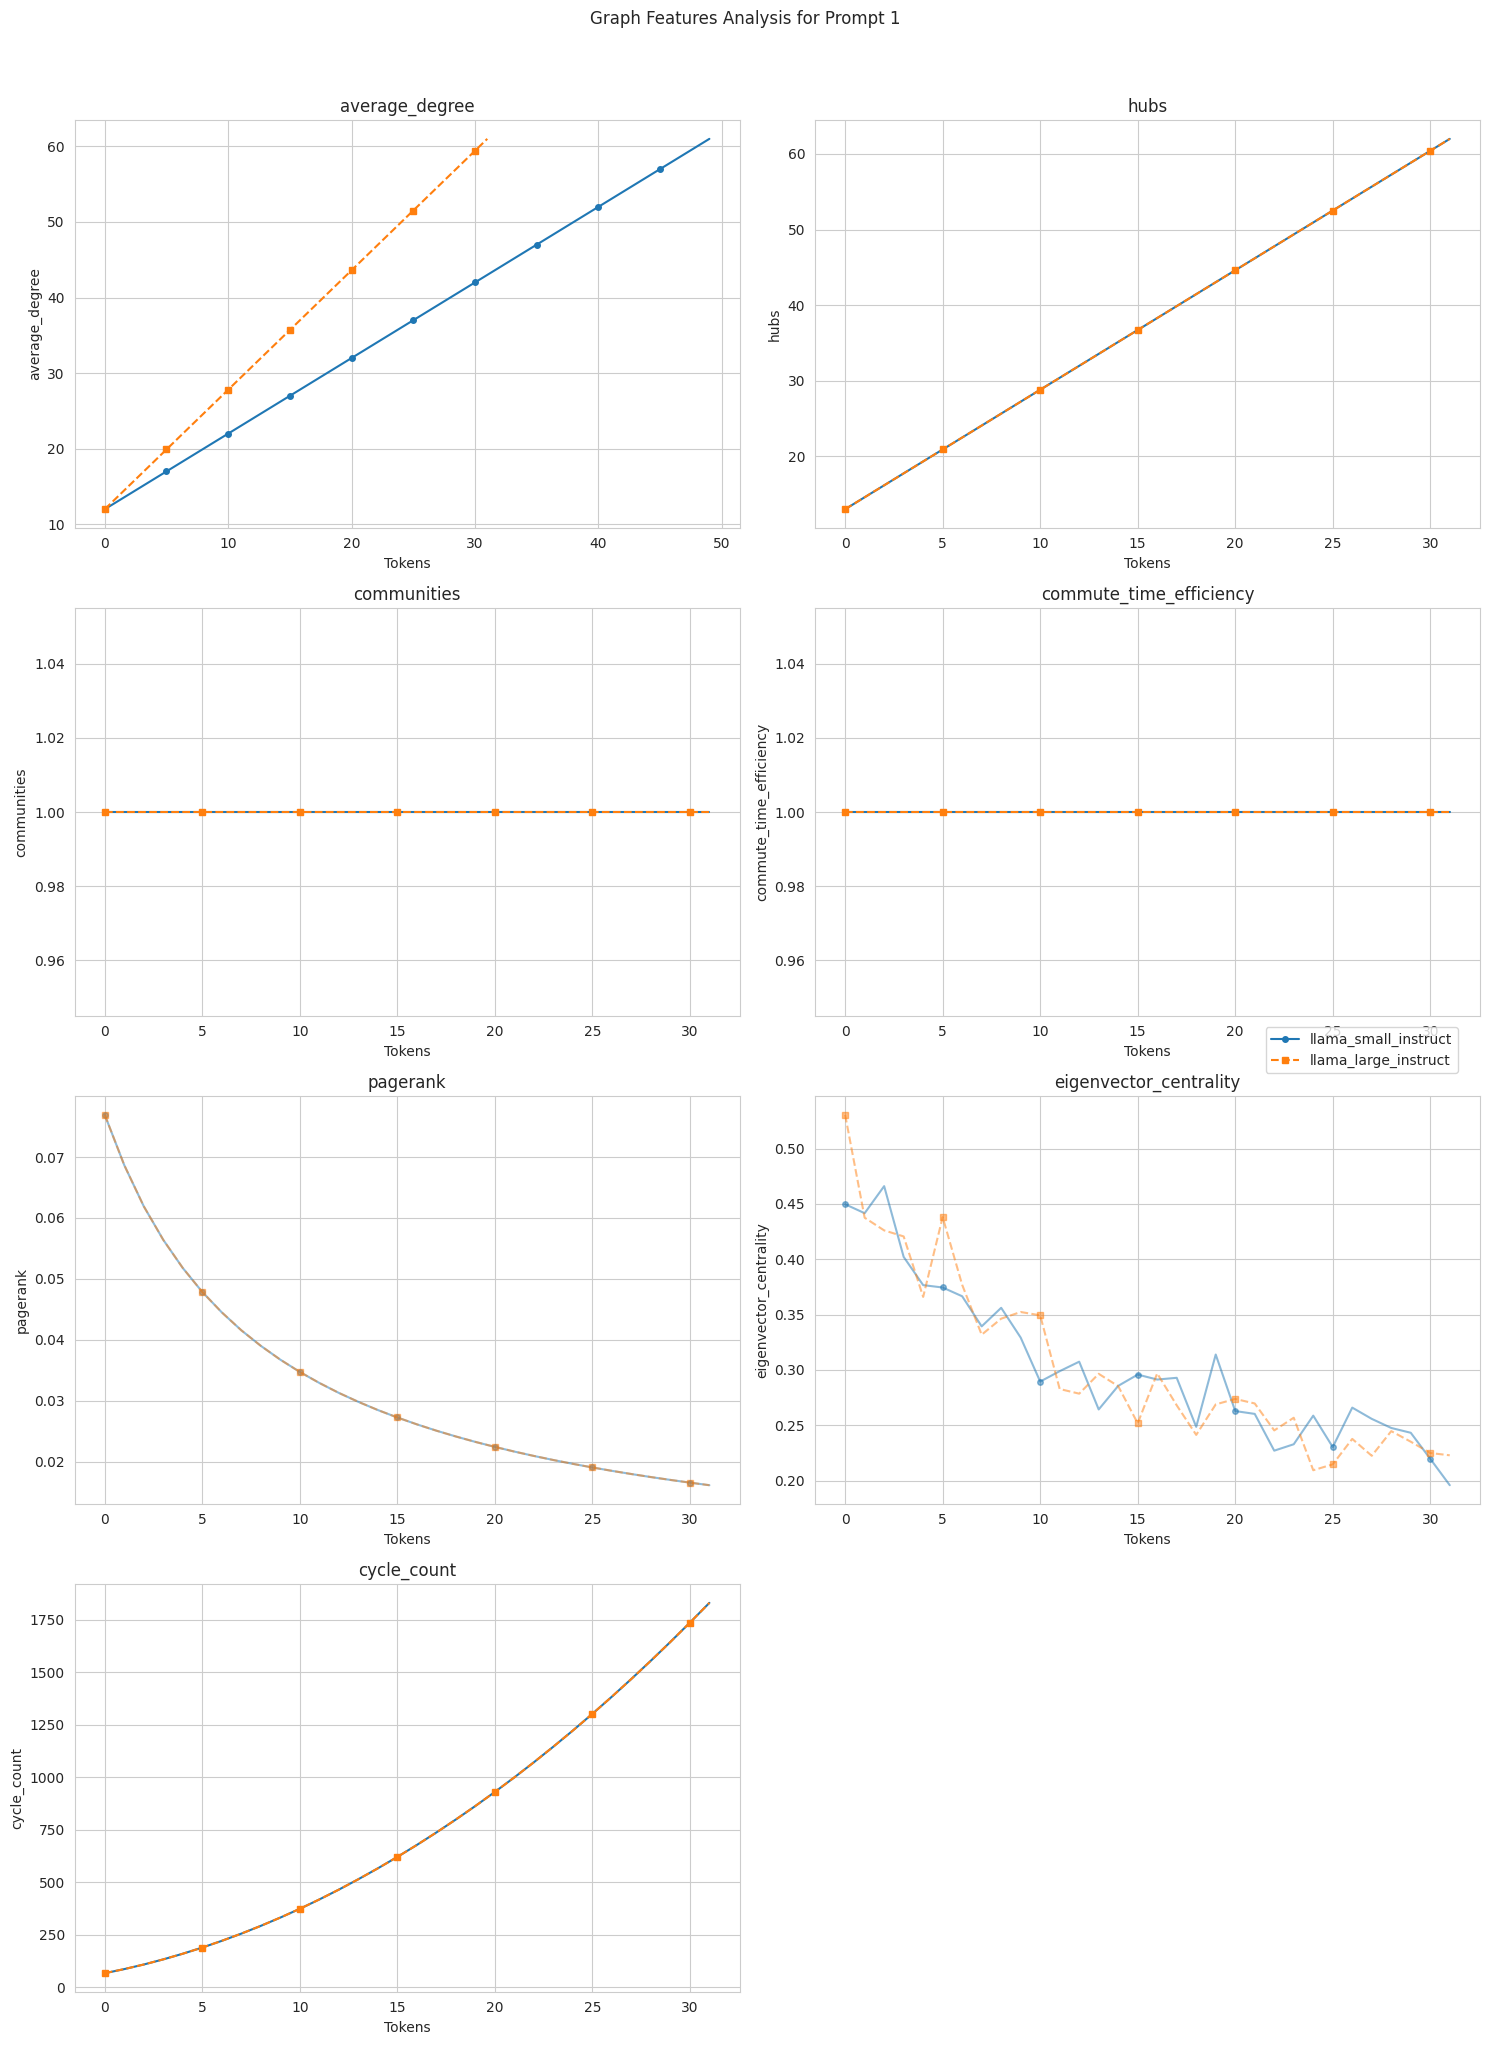 Graph Features Analysis for Prompt 1
average_degree
average_degree
60
50
40
30
20
10
0 10 20 30 40 50
Tokens
hubs
hubs
60
50
40
30
20
0 5 10 15 20 25 30
Tokens
communities
communities
1.04
1.02
1.00
0.98
0.96
0 5 10 15 20 25 30
Tokens
commute_time_efficiency
commute_time_efficiency
1.04
1.02
1.00
0.98
0.96
0 5 10 15 20 25 30
Tokens
llama_small_instruct
llama_large_instruct
pagerank
pagerank
0.07
0.06
0.05
0.04
0.03
0.02
0 5 10 15 20 25 30
Tokens
eigenvector_centrality
eigenvector_centrality
0.50
0.45
0.40
0.35
0.30
0.25
0.20
0 5 10 15 20 25 30
Tokens
cycle_count
cycle_count
1750
1500
1250
1000
750
500
250
0
0 5 10 15 20 25 30
Tokens